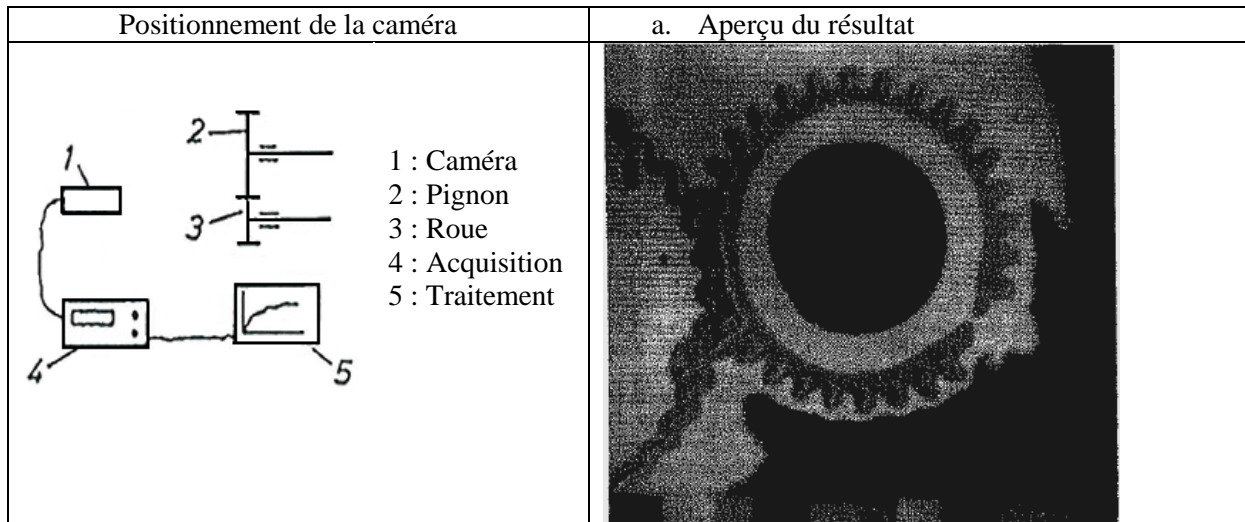 Positionnement de la caméra
a. Aperçu du résultat
1
2
3
4
5
1 : Caméra
2 : Pignon
3 : Roue
4 : Acquisition
5 : Traitement